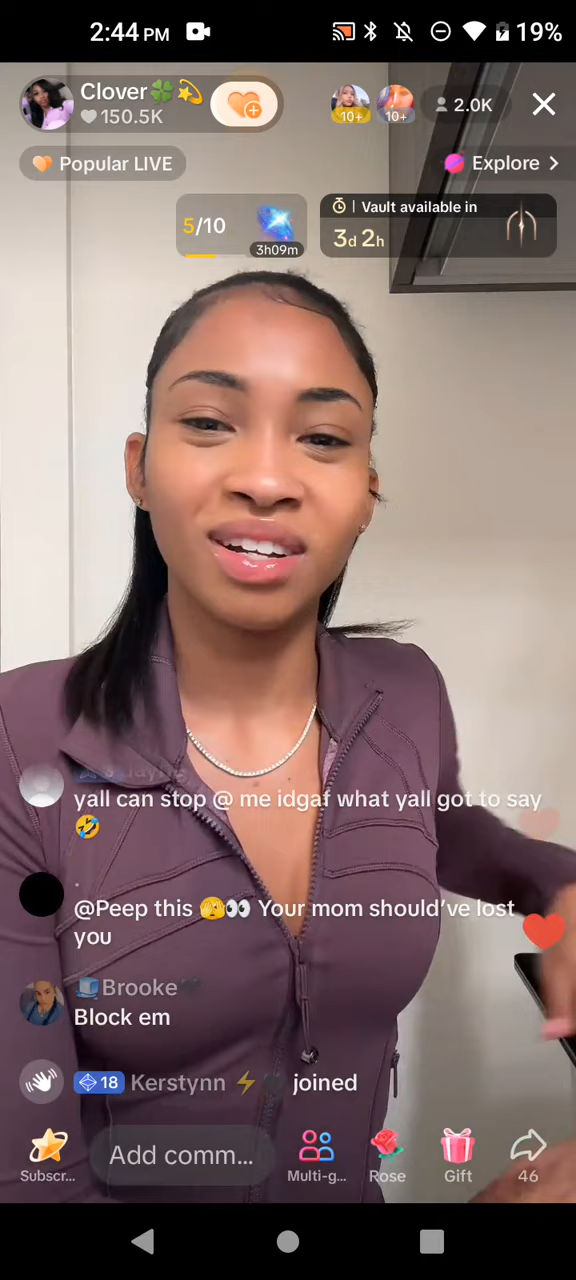 2:44 PM
19%
Clover🍀💫
150.5K
10+
10+
2.0K
Popular LIVE
Explore >
5/10
3h09m
Vault available in
3d 2h
yall can stop @ me idgaf what yall got to say
🤣
.
@Peep this 🫣👀 Your mom should've lost
you
Brooke🖤
Block em
18 Kerstynn ⚡🖤 joined
Subscr...
Add comm...
Multi-g...
Rose
Gift
46